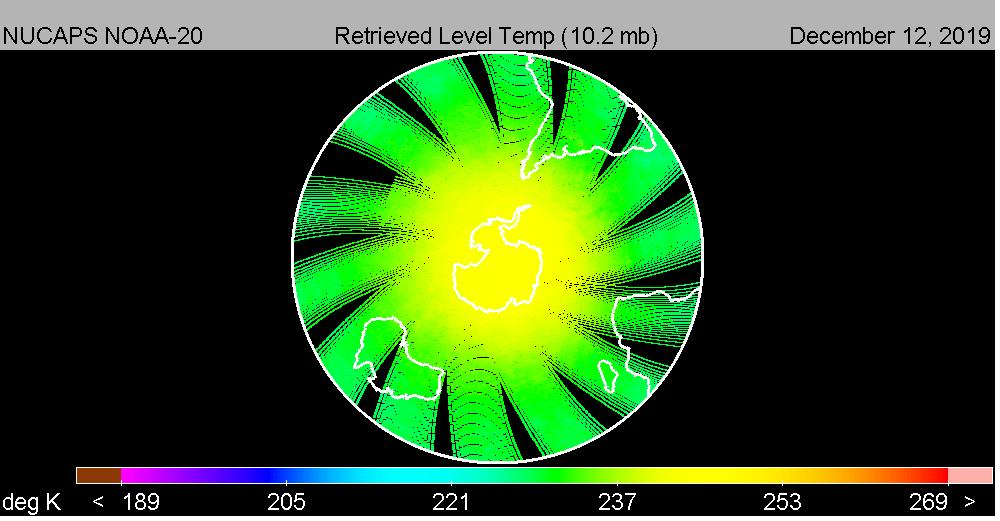 NUCAPS NOAA-20 Retrieved Level Temp (10.2 mb) December 12, 2019
deg K < 189 205 221 237 253 269 >